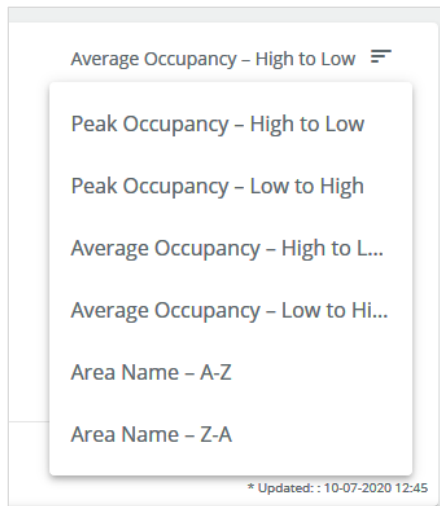 Average Occupancy – High to Low
Peak Occupancy – High to Low
Peak Occupancy – Low to High
Average Occupancy – High to L...
Average Occupancy – Low to Hi...
Area Name – A-Z
Area Name – Z-A
* Updated: : 10-07-2020 12:45